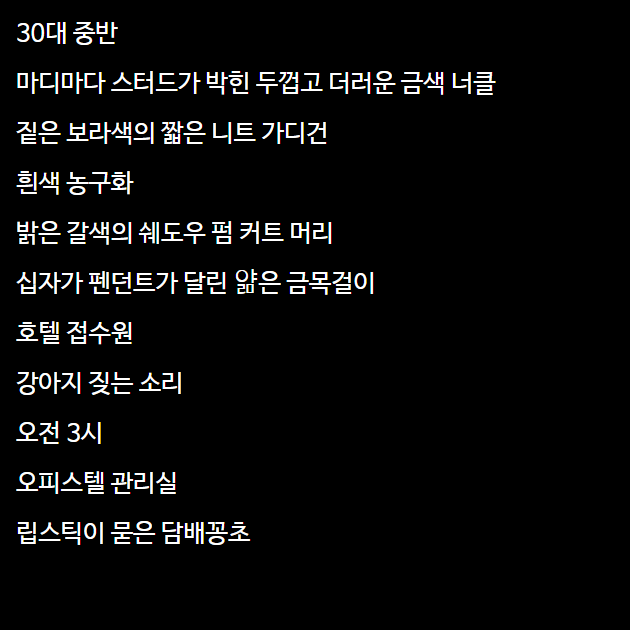 30대 중반
마디마다 스터드가 박힌 두껍고 더러운 금색 너클
짙은 보라색의 짧은 니트 가디건
흰색 농구화
밝은 갈색의 쉐도우 펌 커트 머리
십자가 펜던트가 달린 얇은 금목걸이
호텔 접수원
강아지 짖는 소리
오전 3시
오피스텔 관리실
립스틱이 묻은 담배꽁초